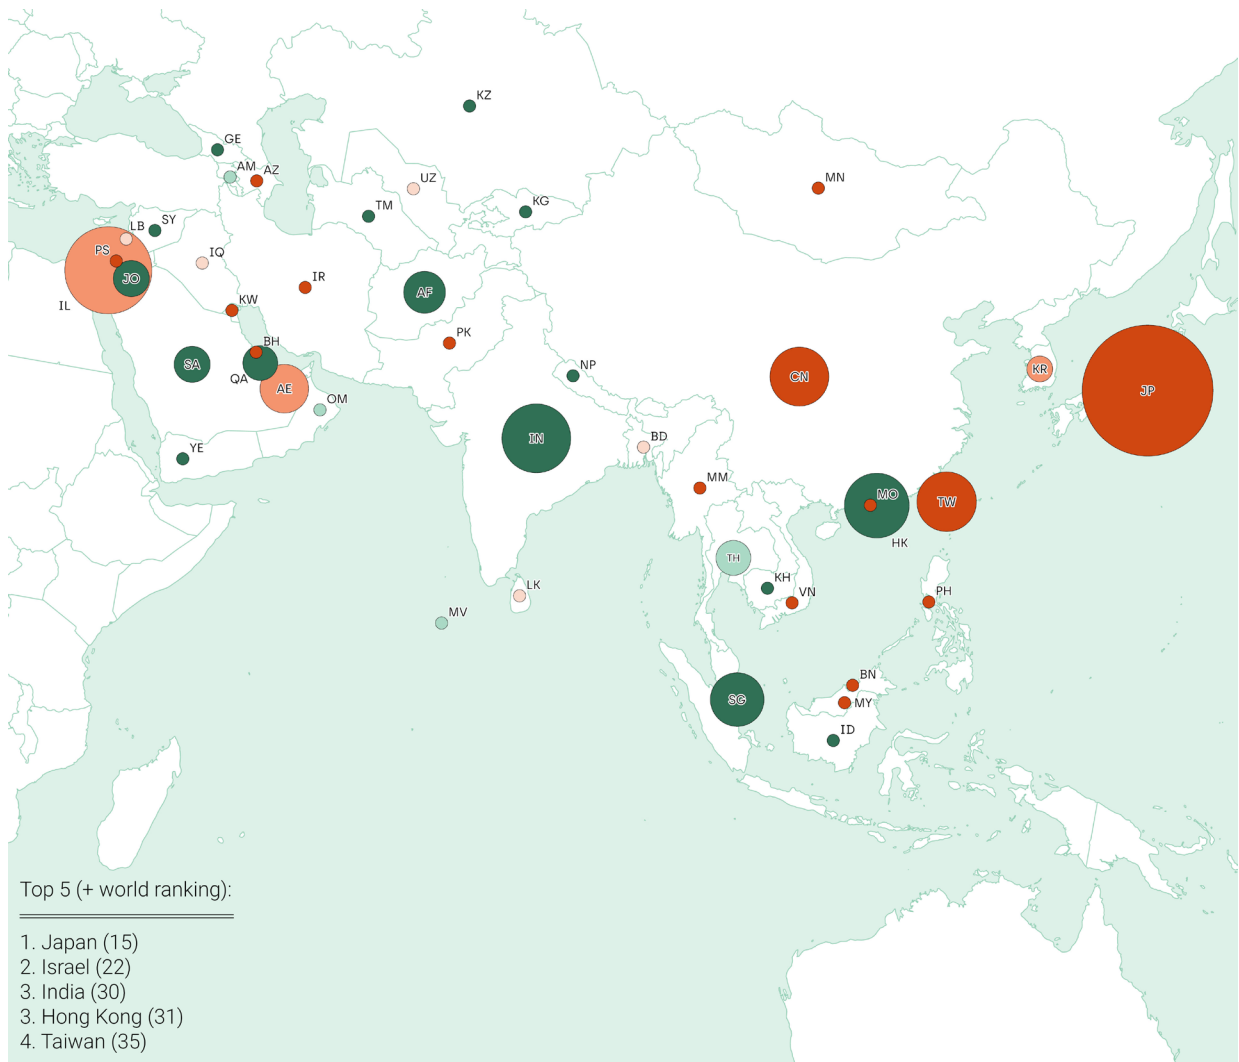 KZ
GE
AM
AZ
UZ
MN
TM
KG
SY
LB
PS
IQ
JO
IR
AF
IL
KW
PK
BH
SA
QA
AE
NP
CN
KR
JP
OM
IN
BD
YE
MM
MO
TW
HK
TH
KH
LK
VN
PH
MV
BN
SG
MY
ID
Top 5 (+ world ranking):
1. Japan (15)
2. Israel (22)
3. India (30)
3. Hong Kong (31)
4. Taiwan (35)